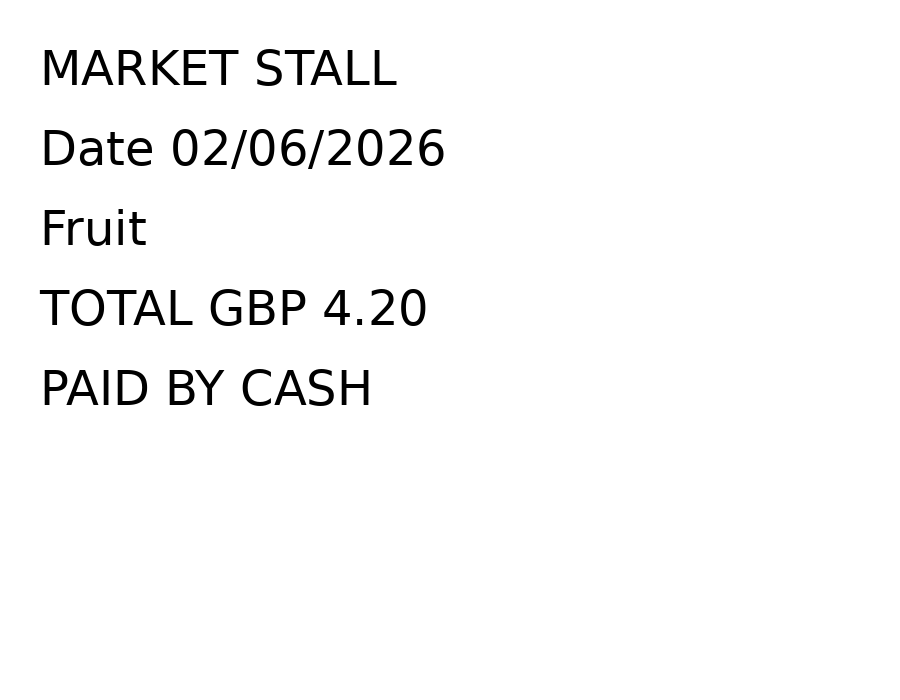 MARKET STALL
Date 02/06/2026
Fruit
TOTAL GBP 4.20
PAID BY CASH